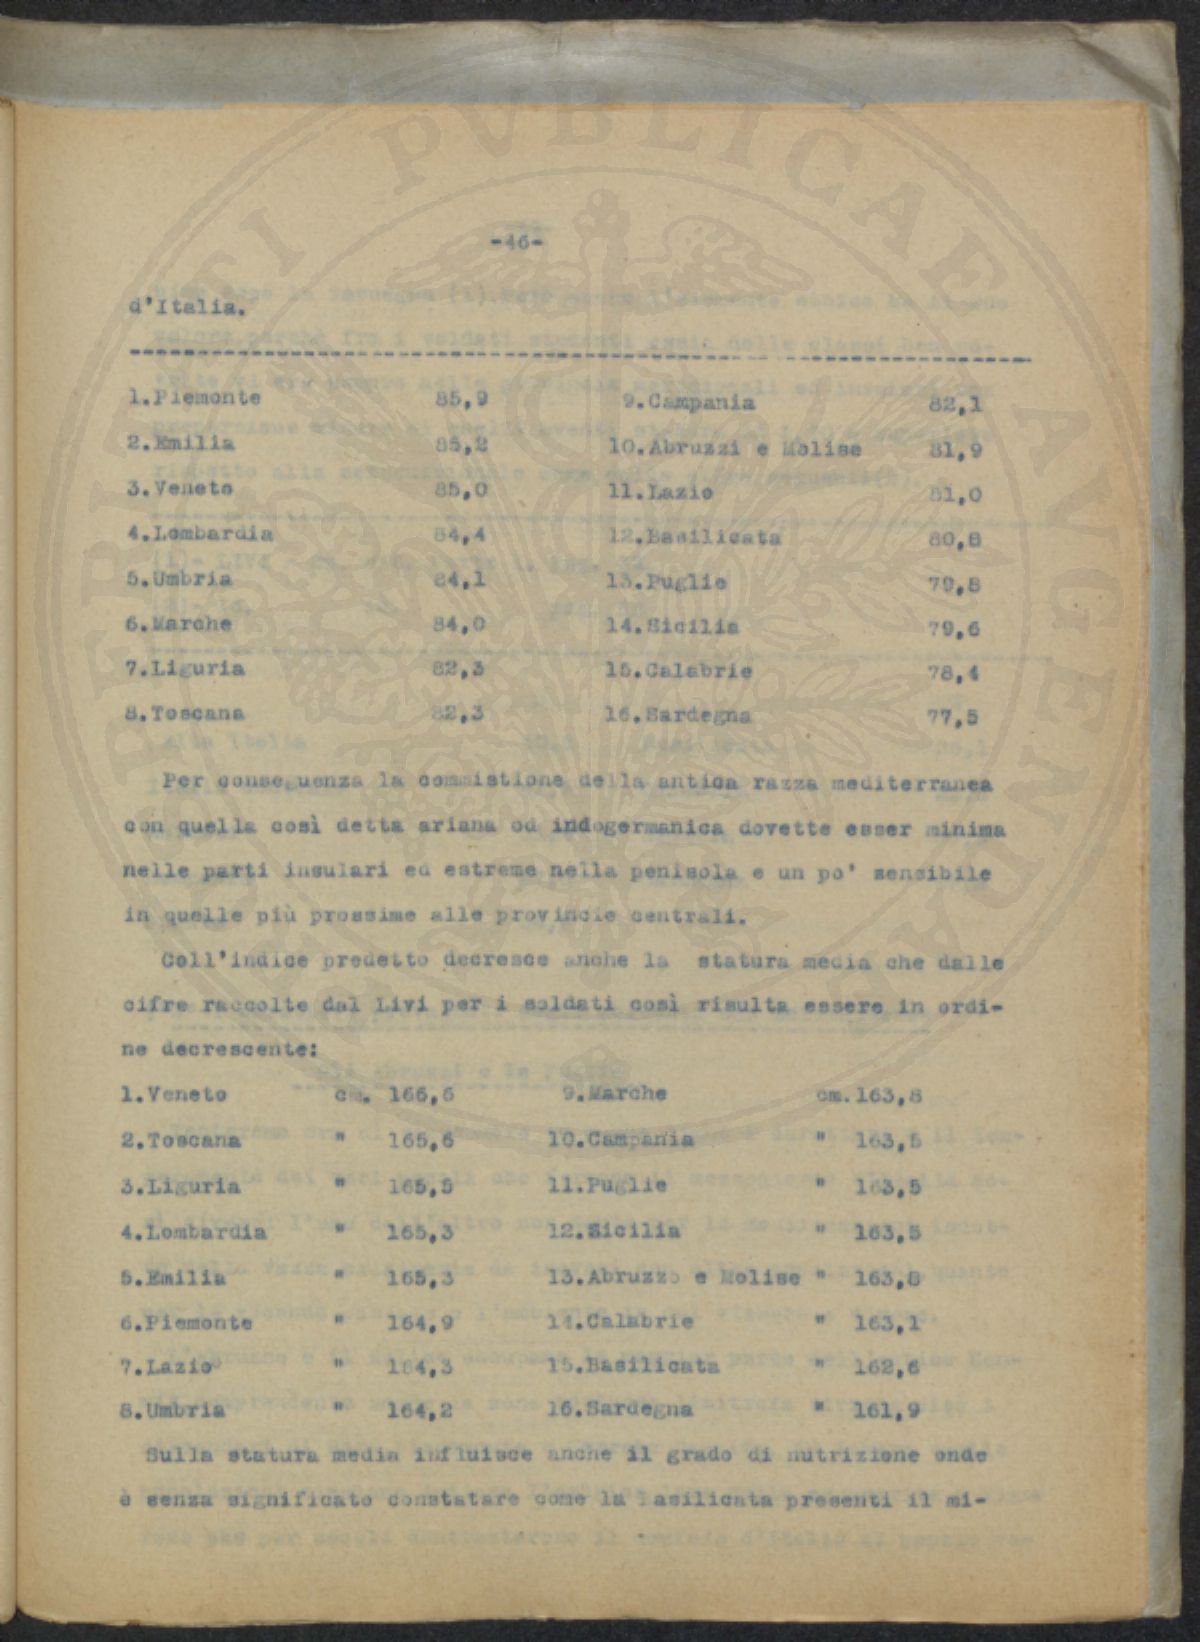 -46-
d'Italia.
1.Piemonte 85,9 9.Campania 82,1
2.Emilia 85,2 10.Abruzzi e Molise 81,9
3.Veneto 85,0 11.Lazio 81,0
4.Lombardia 84,4 12.Basilicata 80,8
5.Umbria 84,1 13.Puglie 79,8
6.Marche 84,0 14.Sicilia 79,6
7.Liguria 82,3 15.Calabrie 78,4
8.Toscana 82,3 16.Sardegna 77,5
Per conseguenza la commistione della antica razza mediterranea
con quella così detta ariana od indogermanica dovette esser minima
nelle parti insulari ed estreme nella penisola e un po' sensibile
in quelle più prossime alle provincie centrali.
Coll'indice predetto decresce anche la statura media che dalle
cifre raccolte dal Livi per i soldati così risulta essere in ordi-
ne decrescente:
1.Veneto cm. 166,6 9.Marche cm.163,8
2.Toscana " 165,6 10.Campania " 163,5
3.Liguria " 165,5 11.Puglie " 163,5
4.Lombardia " 165,3 12.Sicilia " 163,5
5.Emilia " 165,3 13.Abruzzo e Molise " 163,8
6.Piemonte " 164,9 14.Calabrie " 163,1
7.Lazio " 164,3 15.Basilicata " 162,6
8.Umbria " 164,2 16.Sardegna " 161,9
Sulla statura media influisce anche il grado di nutrizione onde
è senza significato constatare come la Basilicata presenti il mi-